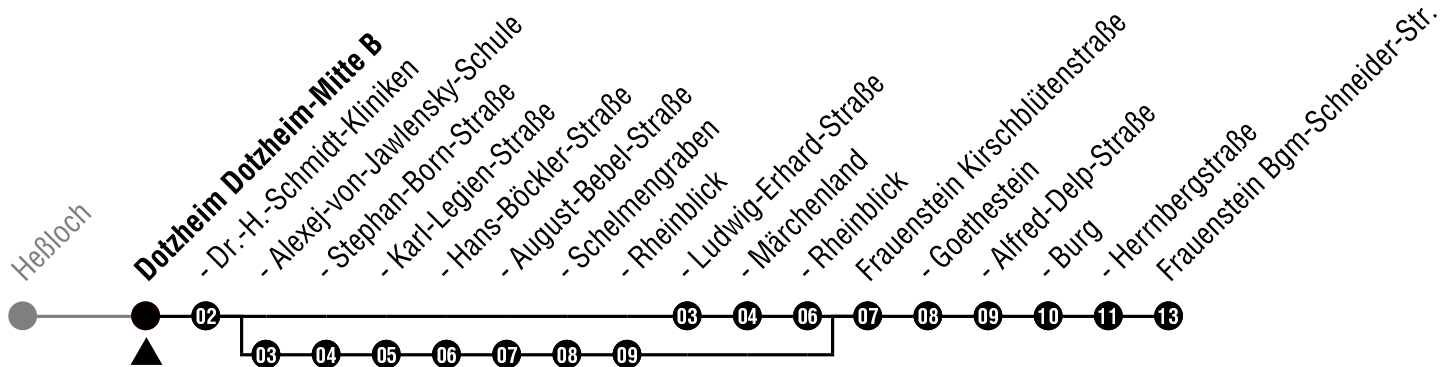 Heßloch
Dotzheim Dotzheim-Mitte B
- Dr.-H.-Schmidt-Kliniken
- Alexej-von-Jawlensky-Schule
- Stephan-Born-Straße
- Karl-Legien-Straße
- Hans-Böckler-Straße
- August-Bebel-Straße
- Schelmengraben
- Rheinblick
- Ludwig-Erhard-Straße
- Märchenland
- Rheinblick
Frauenstein Kirschblütenstraße
- Goethestein
- Alfred-Delp-Straße
- Burg
- Herrnbergstraße
Frauenstein Bgm-Schneider-Str.
02 03 04 06 07 08 09 10 11 13
03 04 05 06 07 08 09